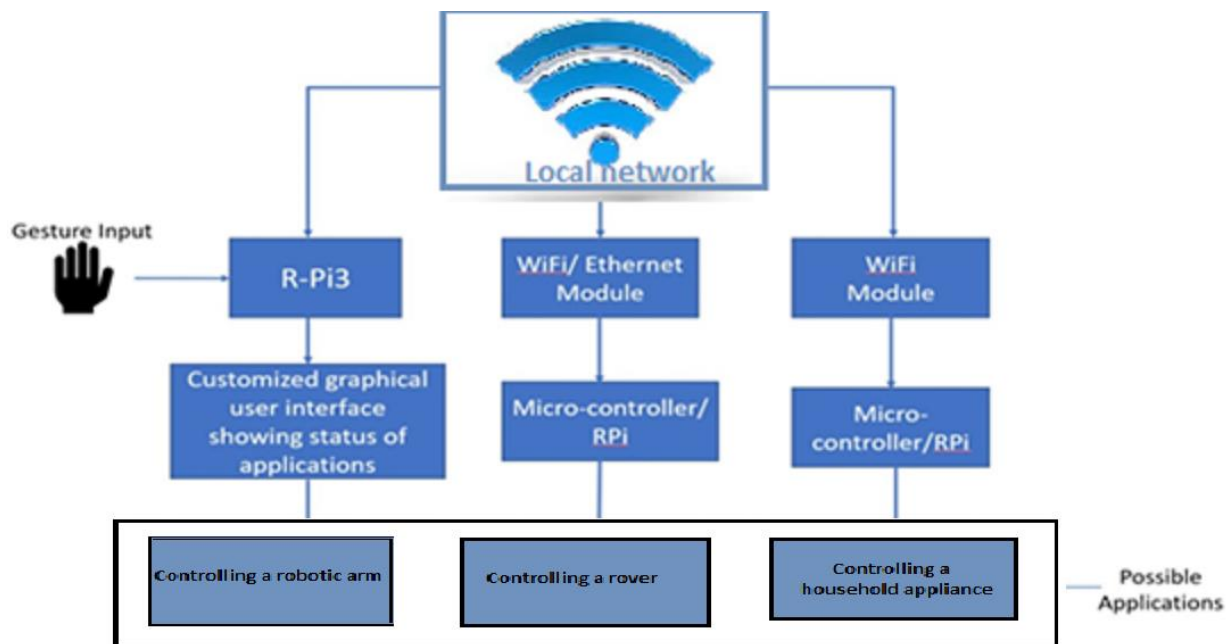 Local network
Gesture Input
R-Pi3
WiFi/ Ethernet
Module
WiFi
Module
Customized graphical
user interface
showing status of
applications
Micro-controller/
RPi
Micro-
controller/RPi
Controlling a robotic arm
Controlling a rover
Controlling a
household appliance
Possible
Applications